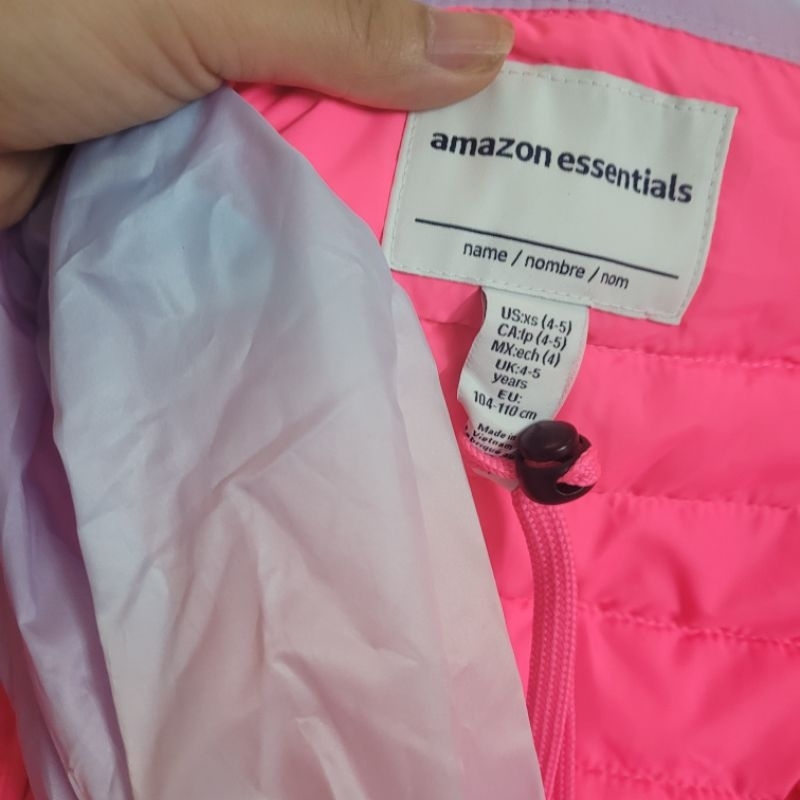 amazon essentials
name / nombre / nom
US:xs (4-5)
CA:tp (4-5)
MX:ech (4)
UK:4-5
years
EU:
104-110 cm
Made in
Vietnam